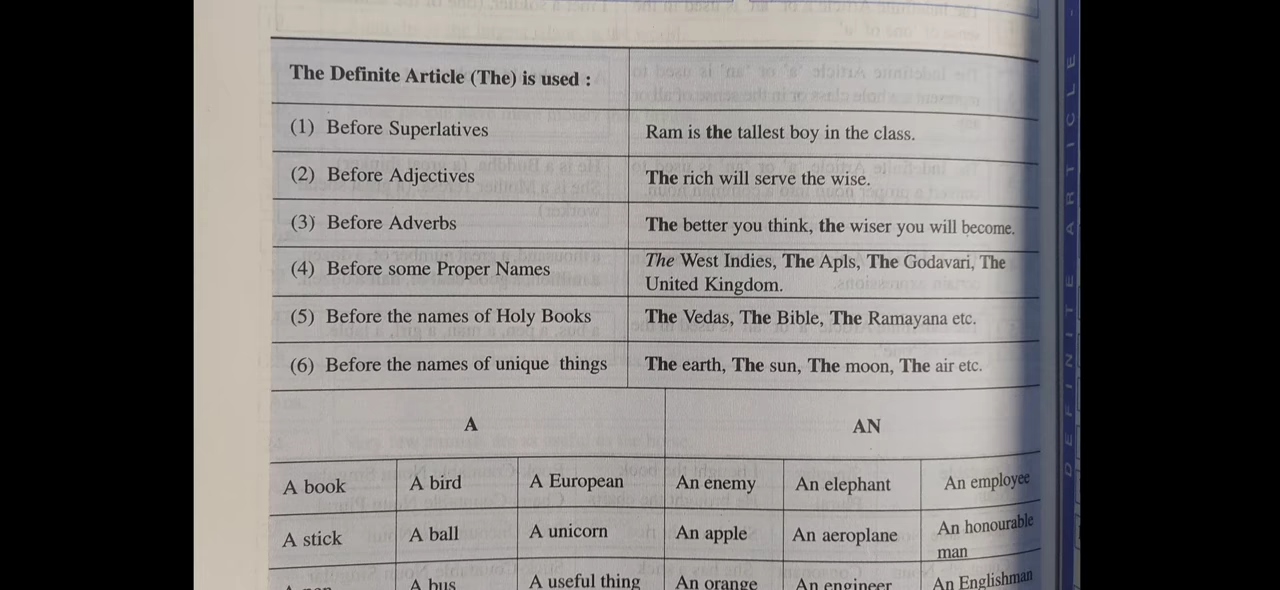 The Definite Article (The) is used :
(1) Before Superlatives
Ram is the tallest boy in the class.
(2) Before Adjectives
The rich will serve the wise.
(3) Before Adverbs
The better you think, the wiser you will become.
(4) Before some Proper Names
The West Indies, The Apls, The Godavari, The
United Kingdom.
(5) Before the names of Holy Books
The Vedas, The Bible, The Ramayana etc.
(6) Before the names of unique things
The earth, The sun, The moon, The air etc.
A
AN
A book
A bird
A European
An enemy
An elephant
An employee
A stick
A ball
A unicorn
An apple
An aeroplane
An honourable
man
A bus
A useful thing
An orange
An engineer
An Englishman
DEFINITE ARTICLE